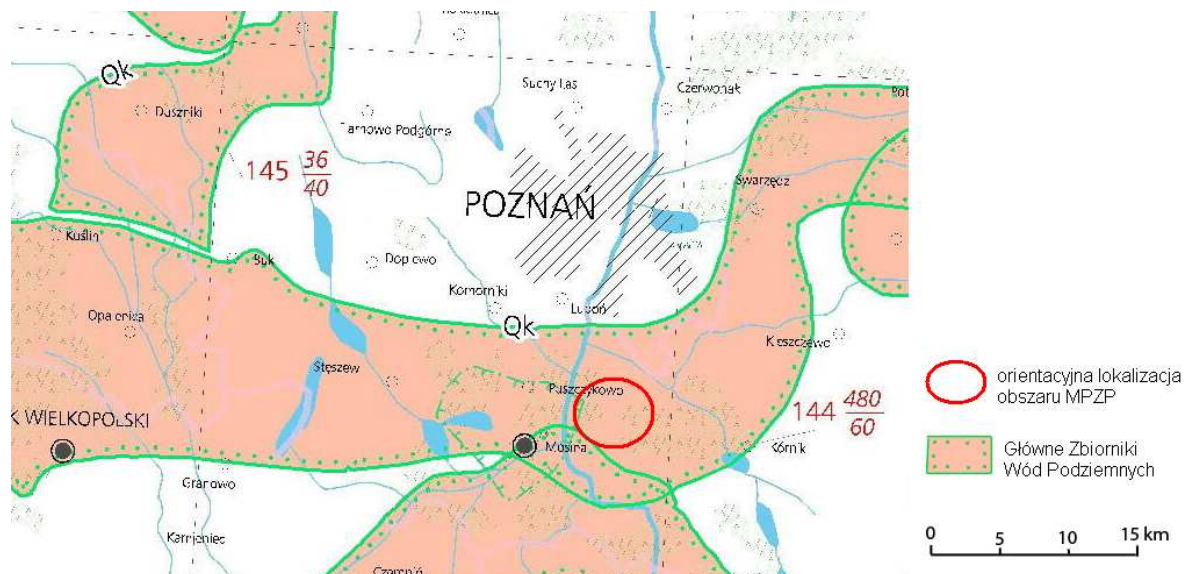 Qk
Duszniki
Suchy Las
Czerwonak
Tarnowo Podgórne
145 36
40
POZNAŃ
Swarzędz
Kuślin
Buk
Dopiewo
Komorniki
Luboń
Qk
Opalenica
Kleszczewo
Stęszew
Puszczykowo
144 480
60
K WIELKOPOLSKI
Mosina
Kórnik
Granowo
Kamieniec
Czempiń
orientacyjna lokalizacja
obszaru MPZP
Główne Zbiorniki
Wód Podziemnych
0 5 10 15 km